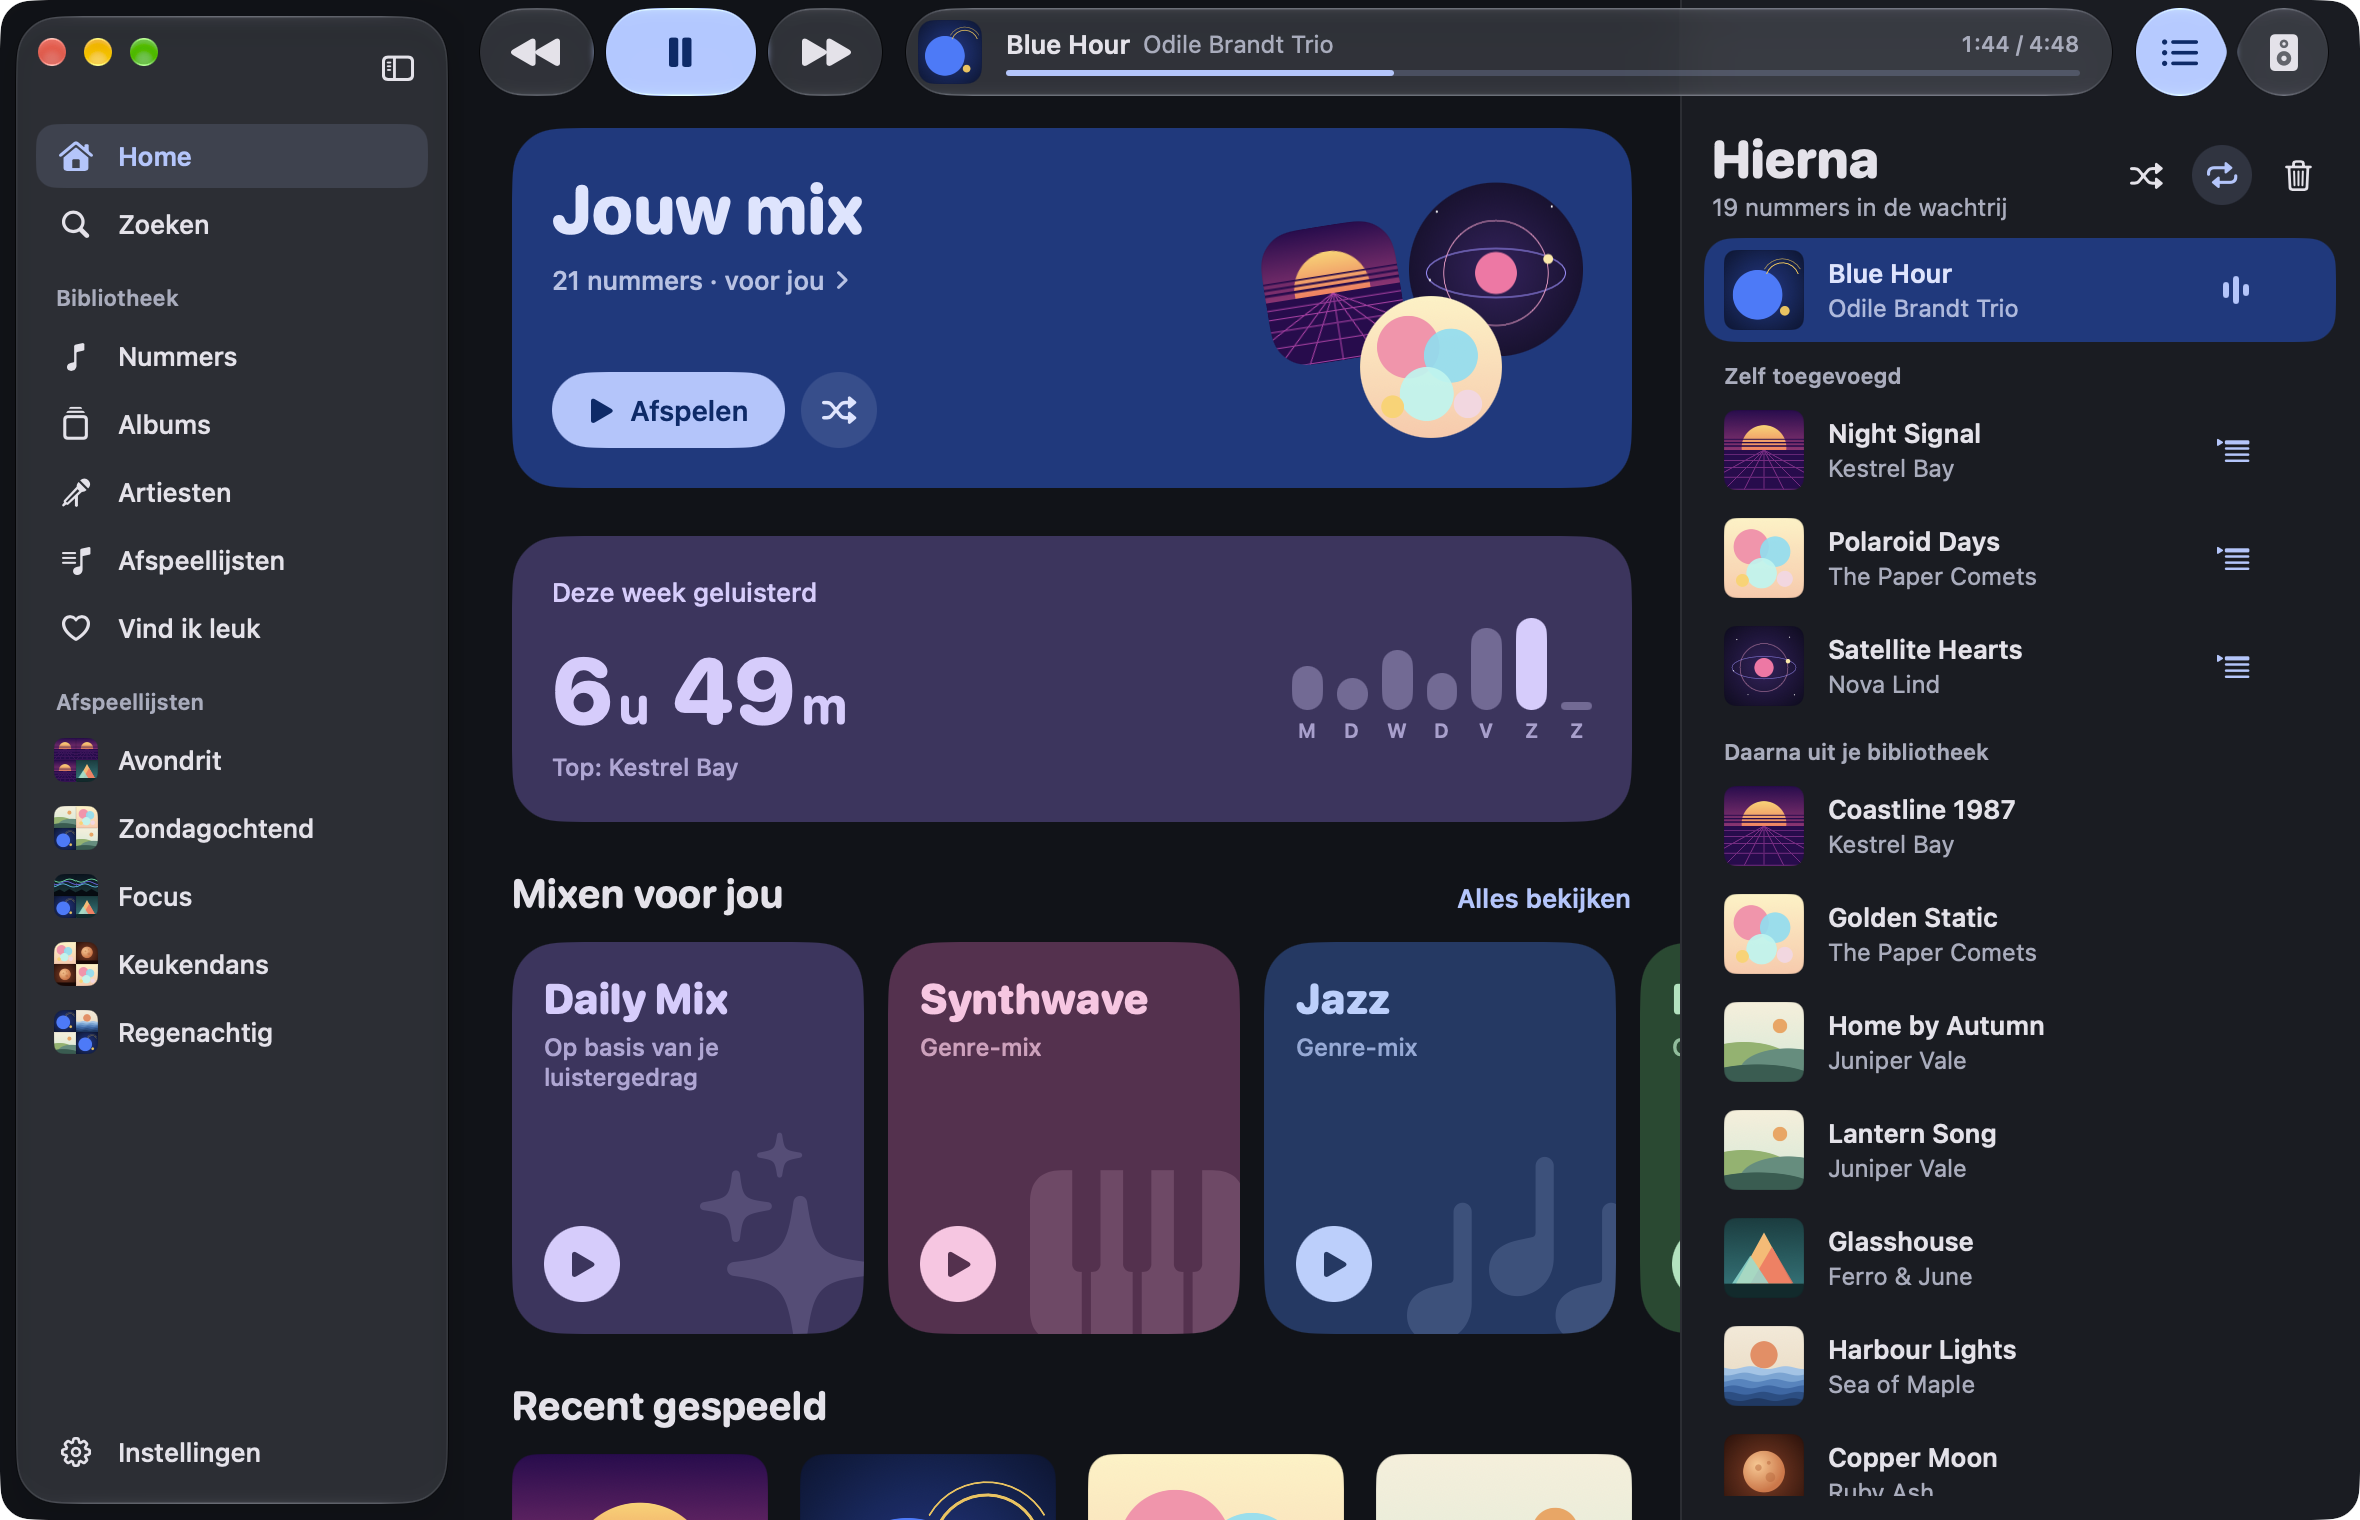 Blue Hour Odile Brandt Trio
1:44 / 4:48
Home
Zoeken
Bibliotheek
Nummers
Albums
Artiesten
Afspeellijsten
Vind ik leuk
Afspeellijsten
Avondrit
Zondagochtend
Focus
Keukendans
Regenachtig
Instellingen
Jouw mix
21 nummers · voor jou
Afspelen
Deze week geluisterd
6u 49m
Top: Kestrel Bay
M D W D V Z Z
Mixen voor jou
Alles bekijken
Daily Mix
Op basis van je
luistergedrag
Synthwave
Genre-mix
Jazz
Genre-mix
Recent gespeeld
Hierna
19 nummers in de wachtrij
Blue Hour
Odile Brandt Trio
Zelf toegevoegd
Night Signal
Kestrel Bay
Polaroid Days
The Paper Comets
Satellite Hearts
Nova Lind
Daarna uit je bibliotheek
Coastline 1987
Kestrel Bay
Golden Static
The Paper Comets
Home by Autumn
Juniper Vale
Lantern Song
Juniper Vale
Glasshouse
Ferro & June
Harbour Lights
Sea of Maple
Copper Moon
Ruby Ash